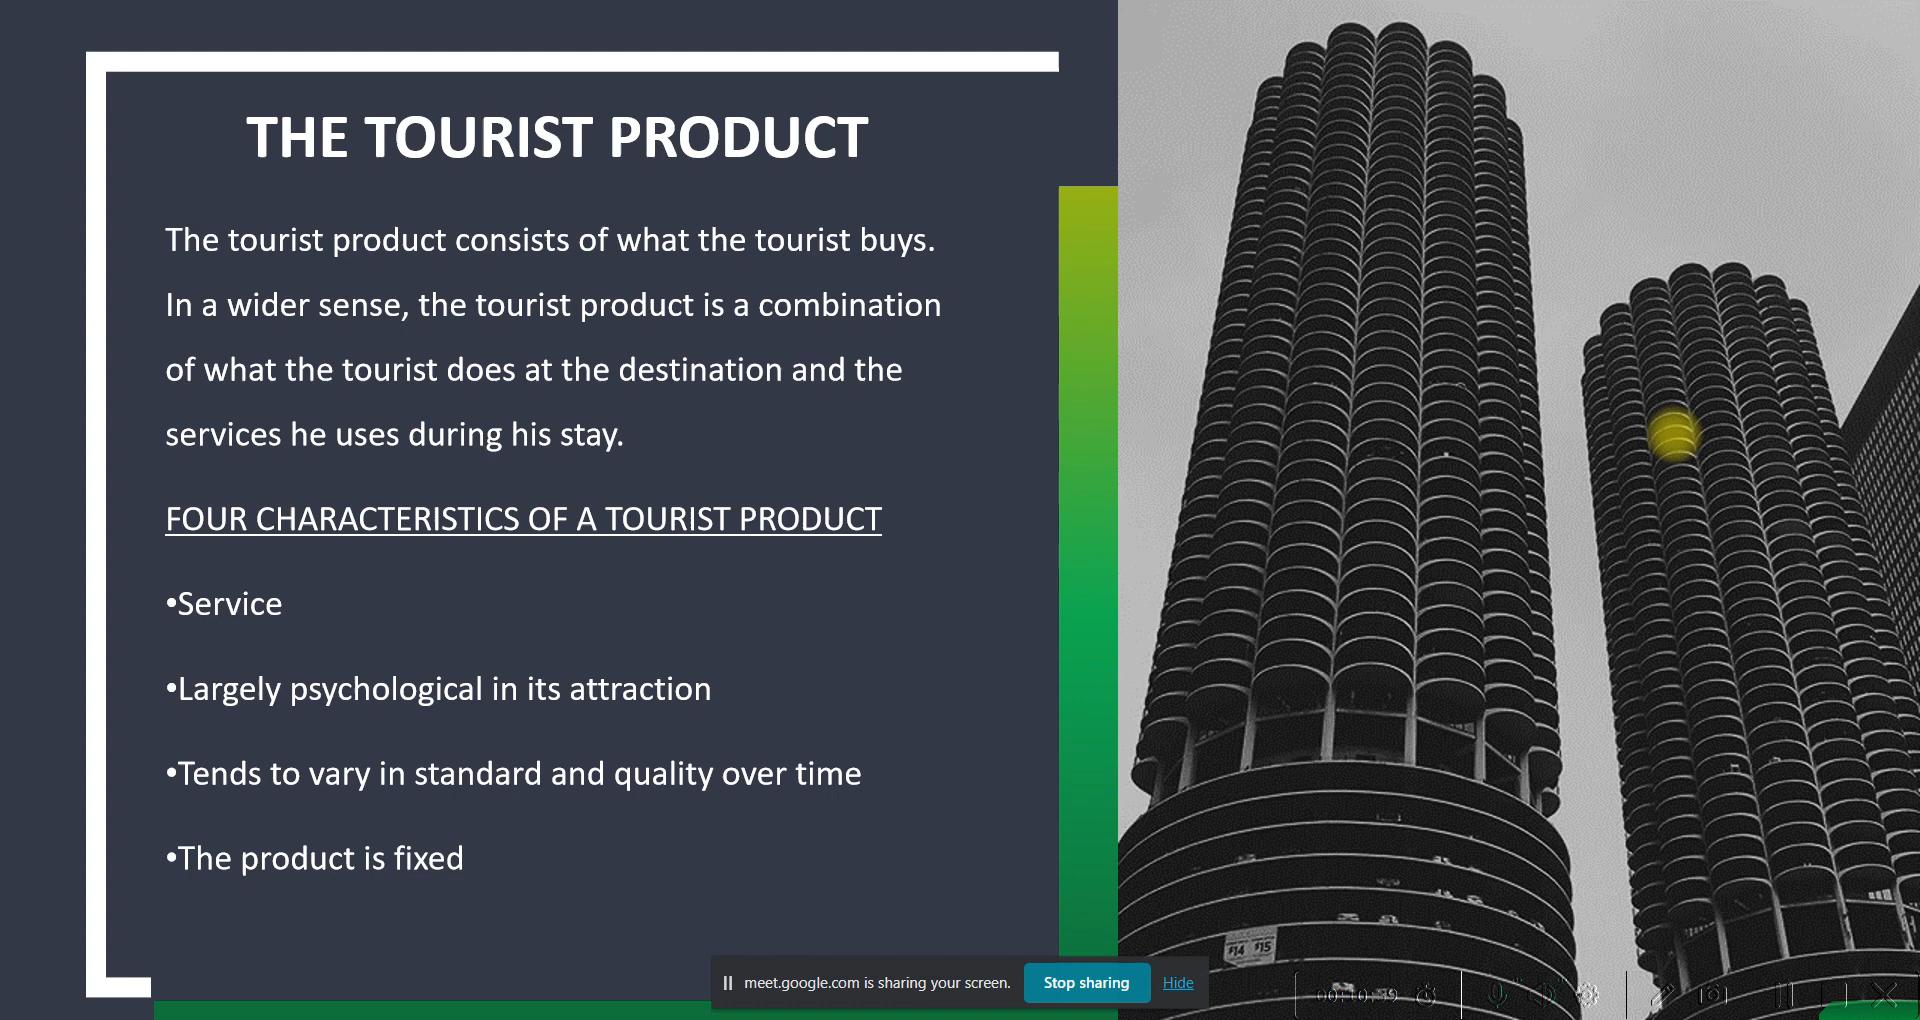 THE TOURIST PRODUCT
The tourist product consists of what the tourist buys.
In a wider sense, the tourist product is a combination
of what the tourist does at the destination and the
services he uses during his stay.
FOUR CHARACTERISTICS OF A TOURIST PRODUCT
•Service
•Largely psychological in its attraction
•Tends to vary in standard and quality over time
•The product is fixed
$14 $15
meet.google.com is sharing your screen. Stop sharing Hide